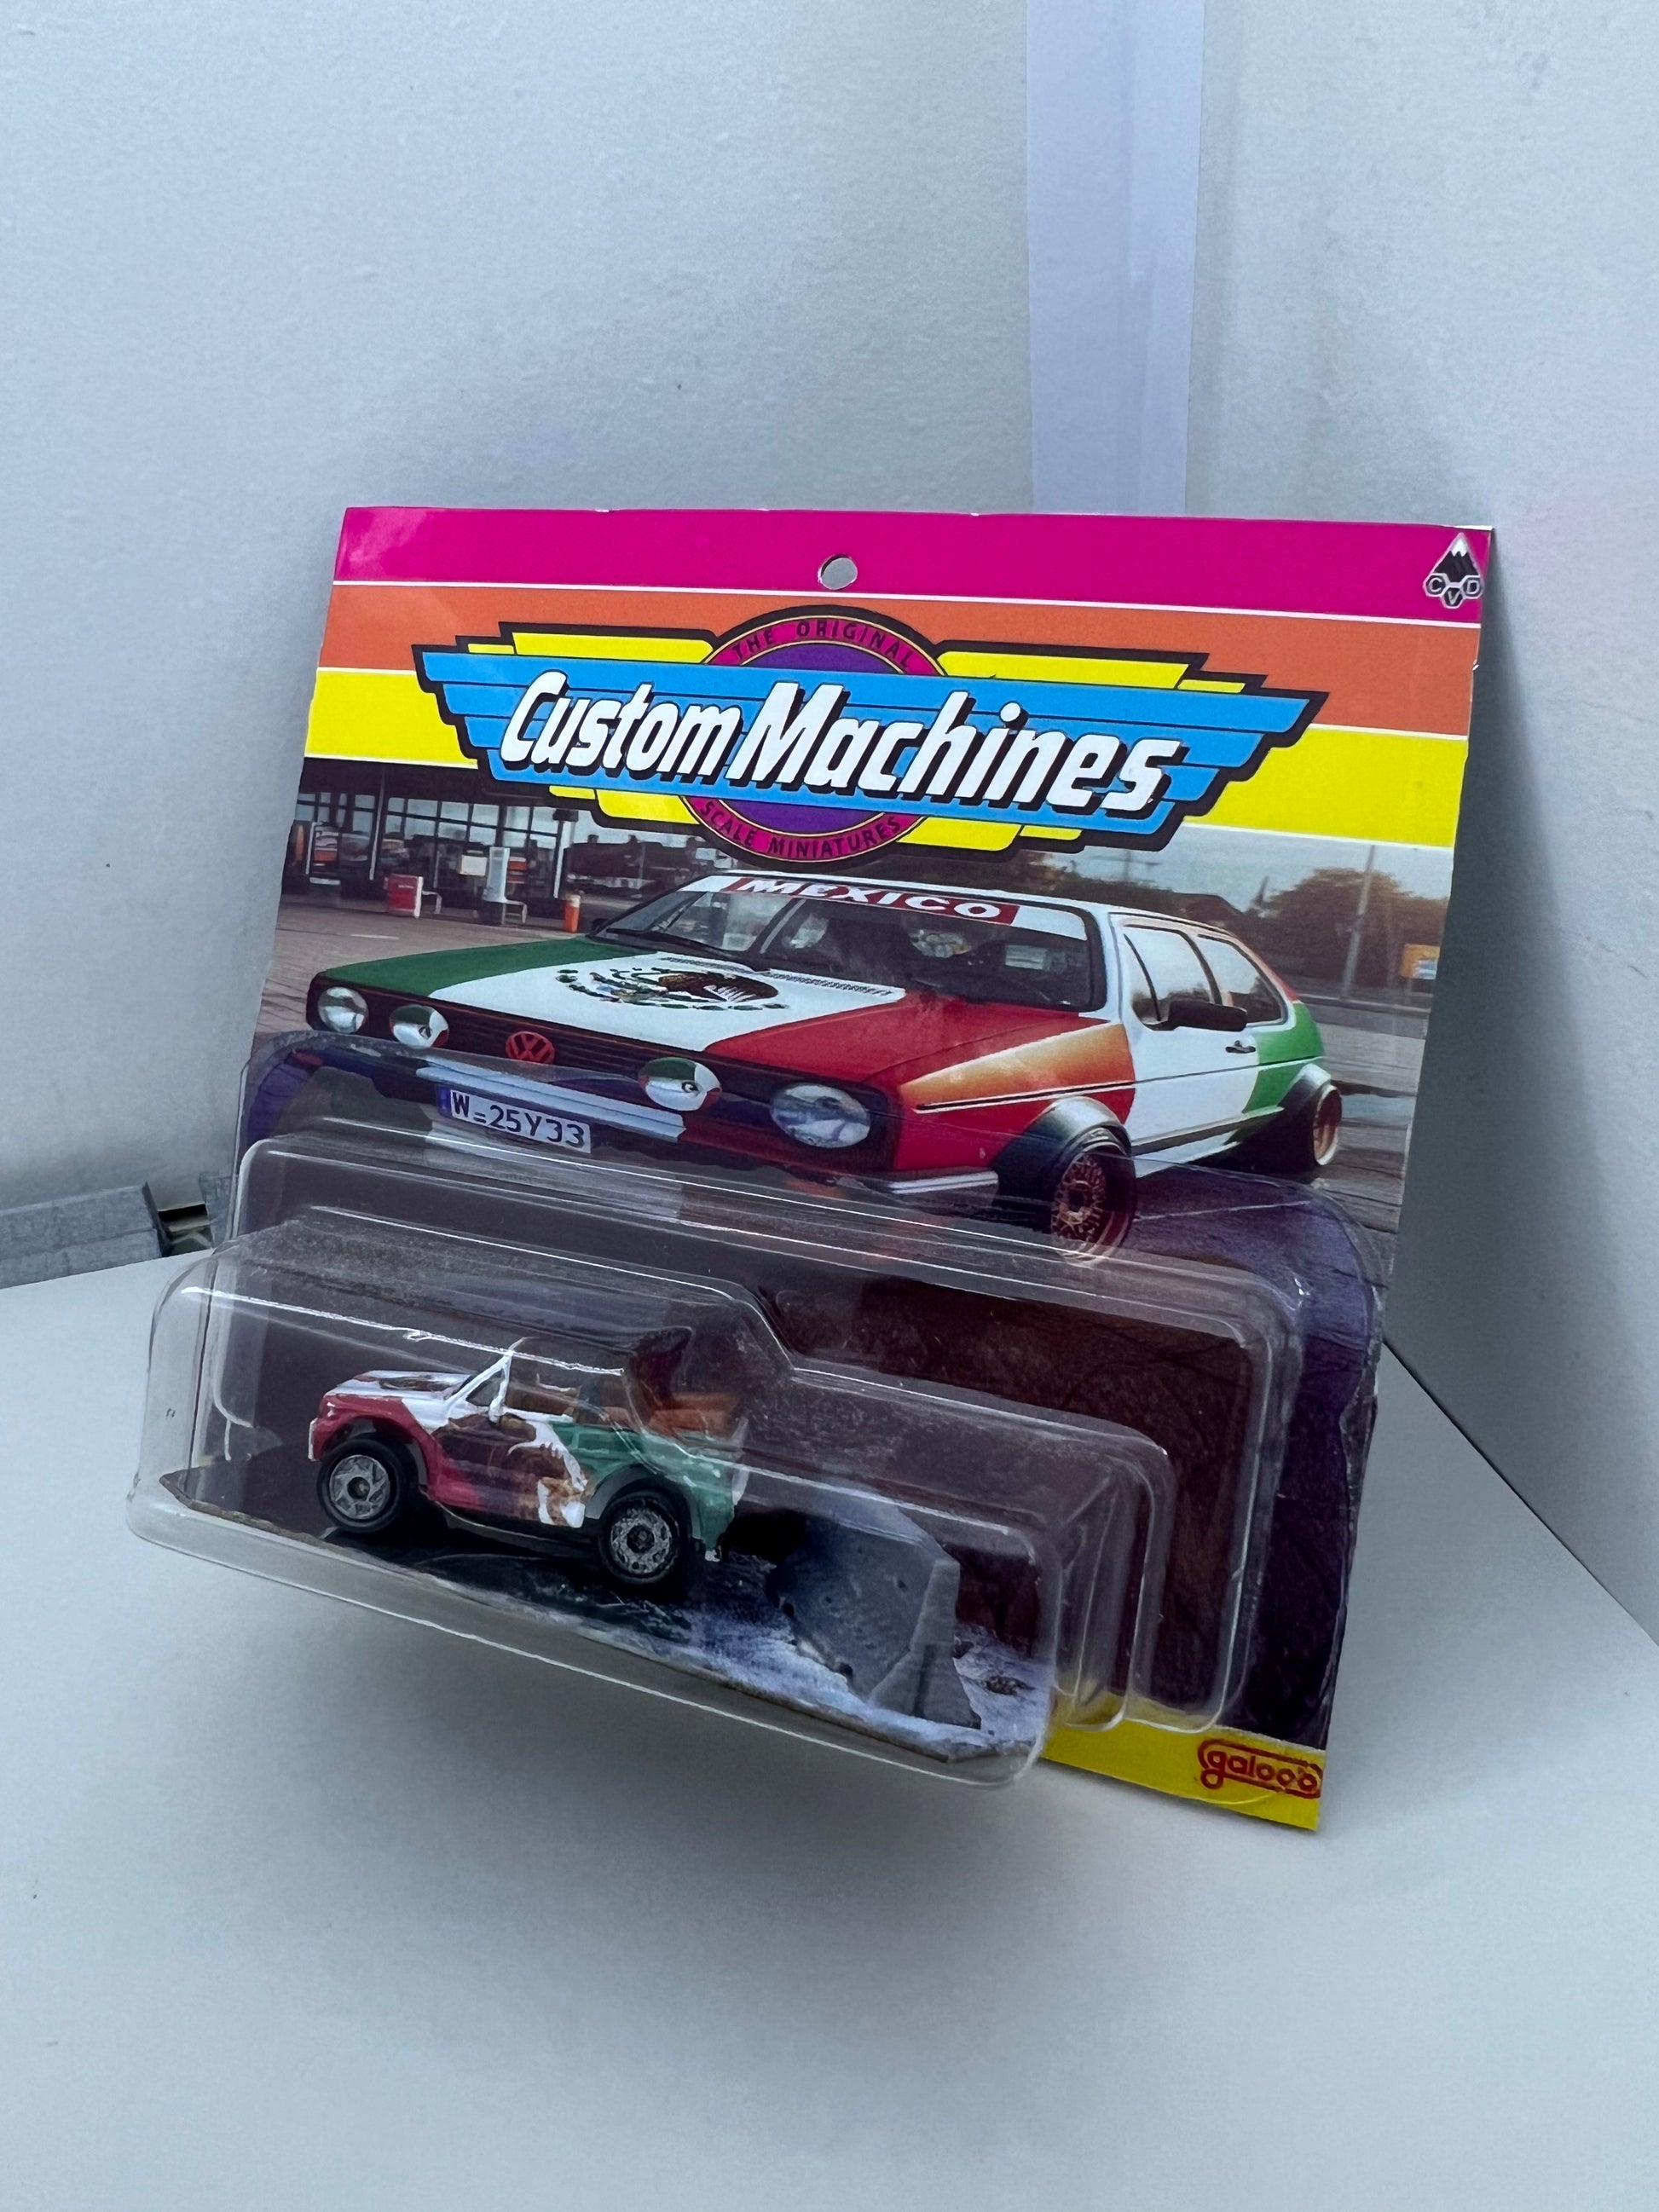 CVD
THE ORIGINAL
Custom Machines
SCALE MINIATURES
MEXICO
W=25Y33
galoob